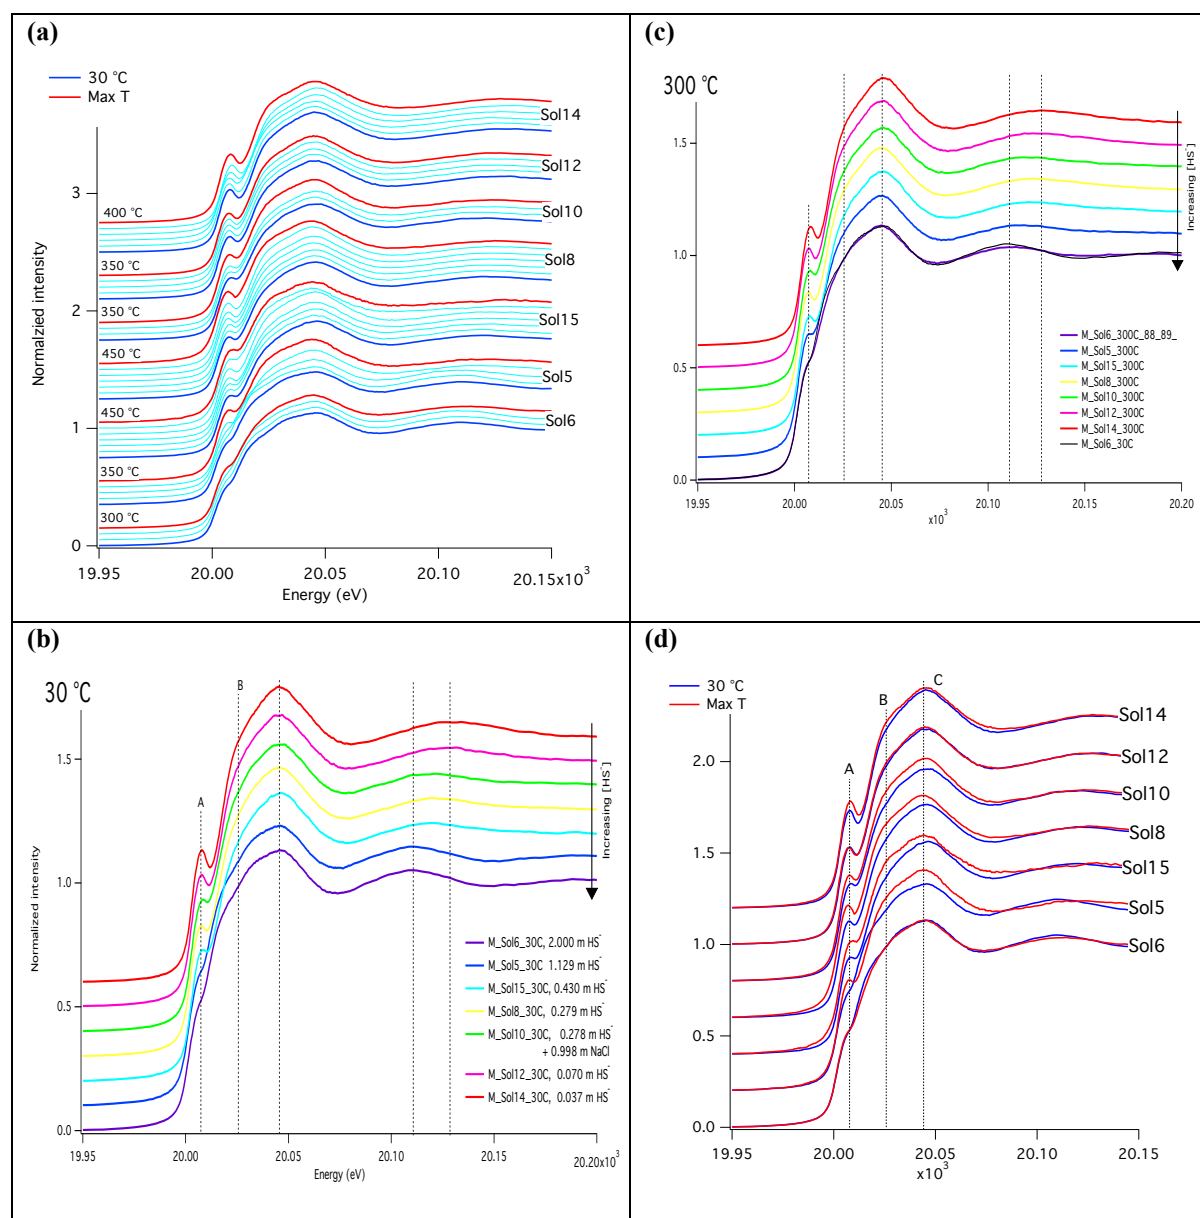 (a)
30 °C
Max T
Sol14
Sol12
Sol10
Sol8
Sol15
Sol5
Sol6
400 °C
350 °C
350 °C
450 °C
450 °C
350 °C
300 °C
3
2
1
0
Normalzied intensity
19.95
20.00
20.05
20.10
20.15x10³
Energy (eV)
(c)
300 °C
1.5
1.0
0.5
0.0
Increasing [HS⁻]
M_Sol6_300C_88_89_
M_Sol5_300C
M_Sol15_300C
M_Sol8_300C
M_Sol10_300C
M_Sol12_300C
M_Sol14_300C
M_Sol6_30C
19.95
20.00
20.05
20.10
20.15
20.20
x10³
(b)
30 °C
A
B
1.5
1.0
0.5
0.0
Normalized intensity
Increasing [HS⁻]
M_Sol6_30C, 2.000 m HS⁻
M_Sol5_30C 1.129 m HS⁻
M_Sol15_30C, 0.430 m HS⁻
M_Sol8_30C, 0.279 m HS⁻
M_Sol10_30C, 0.278 m HS⁻
+ 0.998 m NaCl
M_Sol12_30C, 0.070 m HS⁻
M_Sol14_30C, 0.037 m HS⁻
19.95
20.00
20.05
20.10
20.15
20.20x10³
Energy (eV)
(d)
30 °C
Max T
A
B
C
Sol14
Sol12
Sol10
Sol8
Sol15
Sol5
Sol6
2.0
1.5
1.0
0.5
0.0
19.95
20.00
20.05
20.10
20.15
x10³